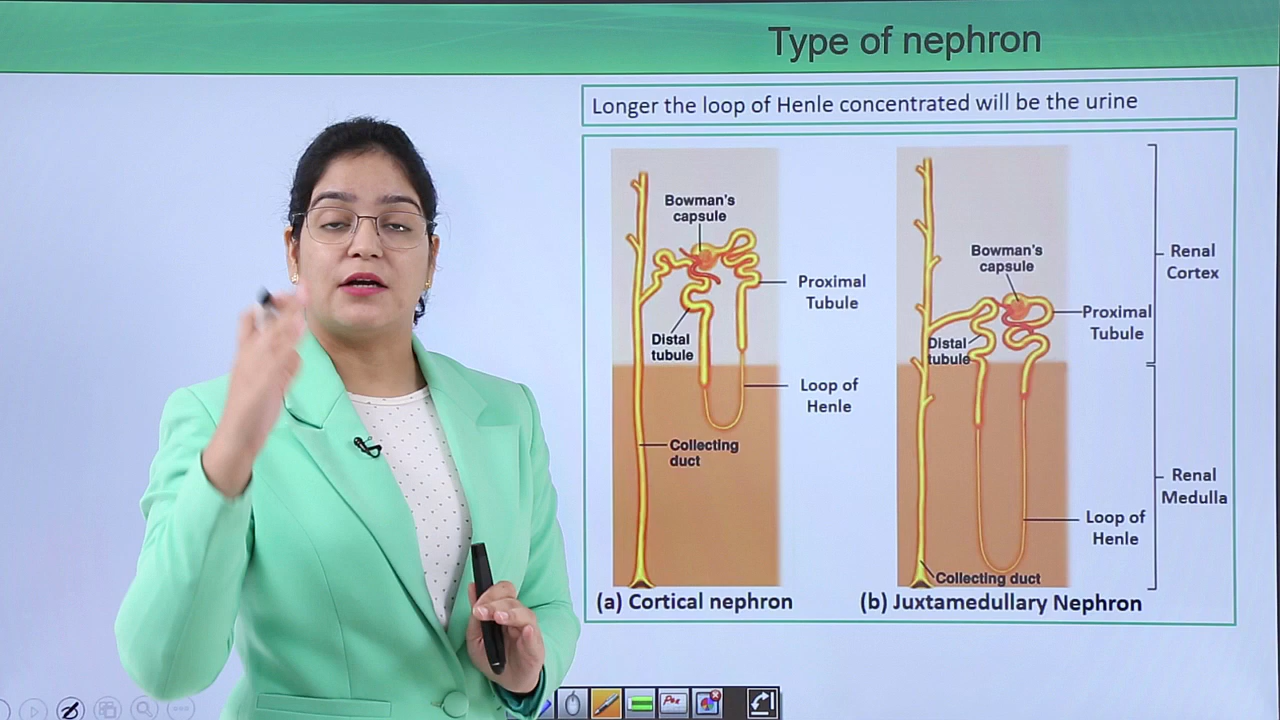 Type of nephron
Longer the loop of Henle concentrated will be the urine
Bowman's
capsule
Proximal
Tubule
Distal
tubule
Loop of
Henle
Collecting
duct
(a) Cortical nephron
Bowman's
capsule
Proximal
Tubule
Distal
tubule
Loop of
Henle
Collecting duct
(b) Juxtamedullary Nephron
Renal
Cortex
Renal
Medulla